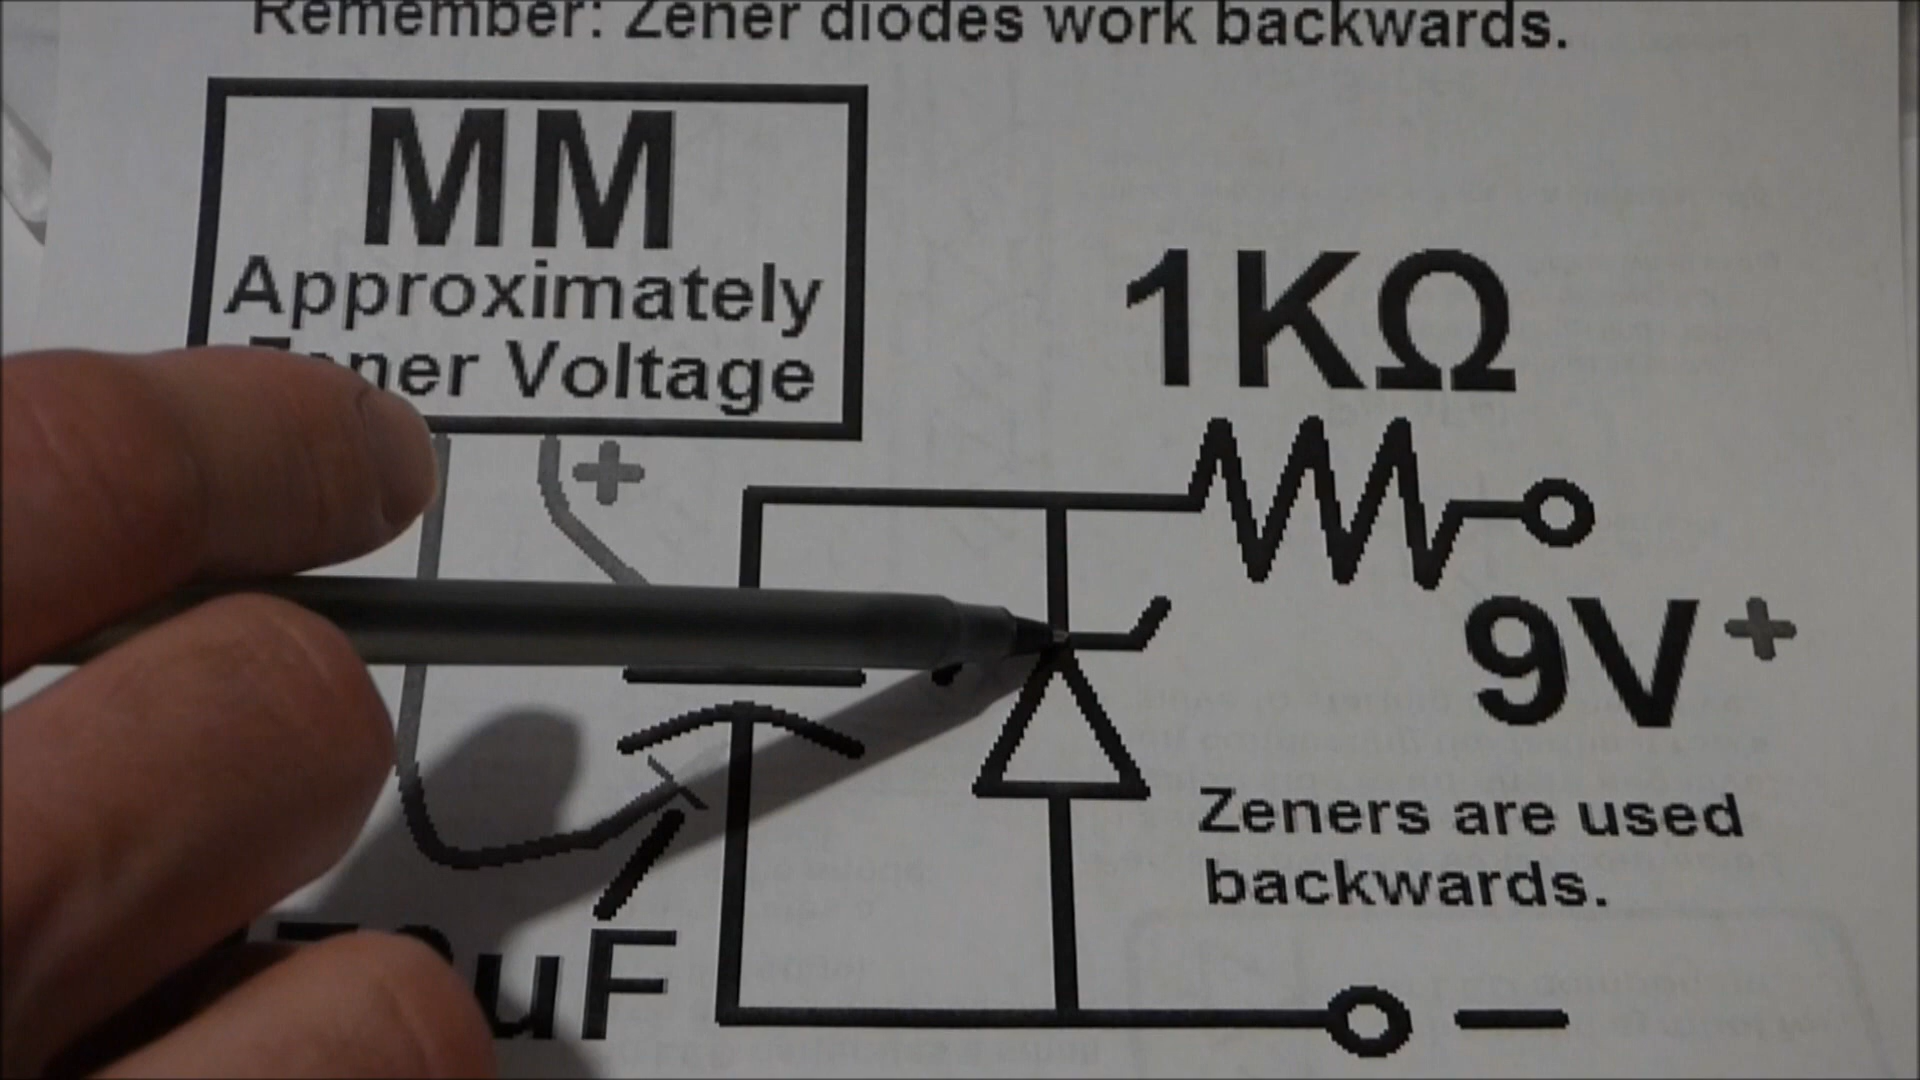 Remember: Zener diodes work backwards.
MM
Approximately
Voltage
+
1KΩ
9V+
Zeners are used
backwards.
uF
−